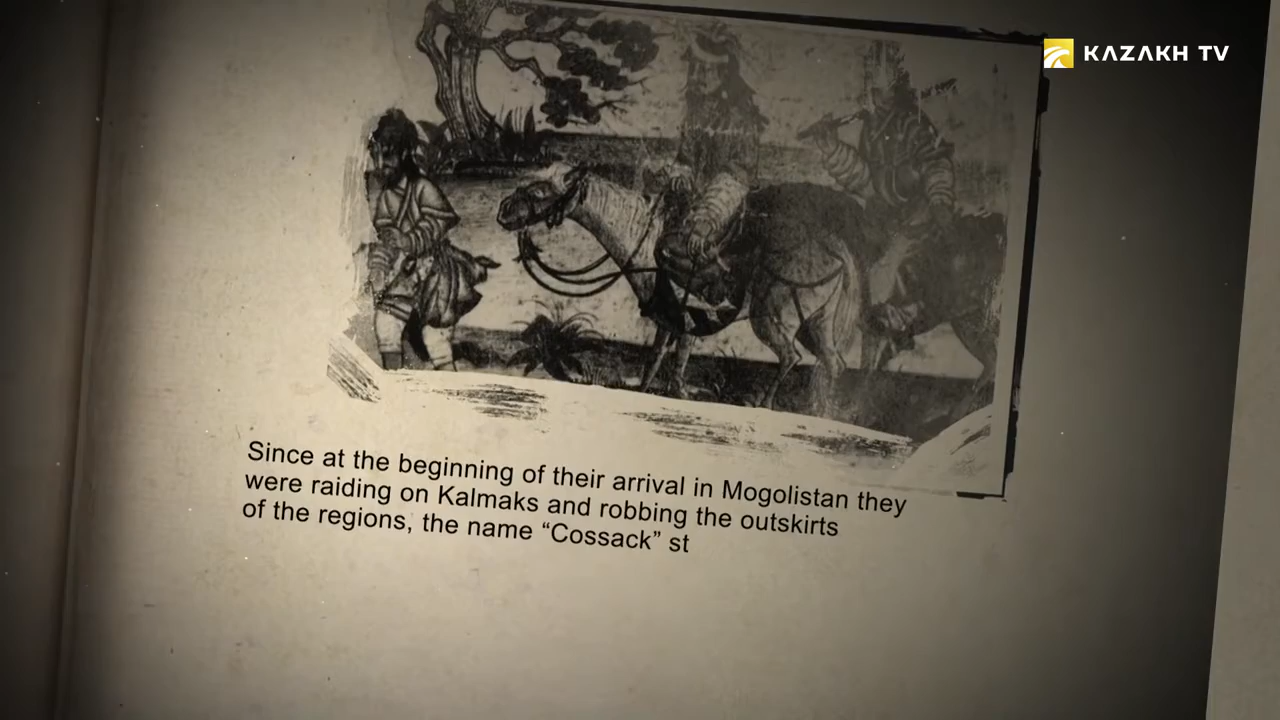 KAZAKH TV
Since at the beginning of their arrival in Mogolistan they
were raiding on Kalmaks and robbing the outskirts
of the regions, the name “Cossack” st